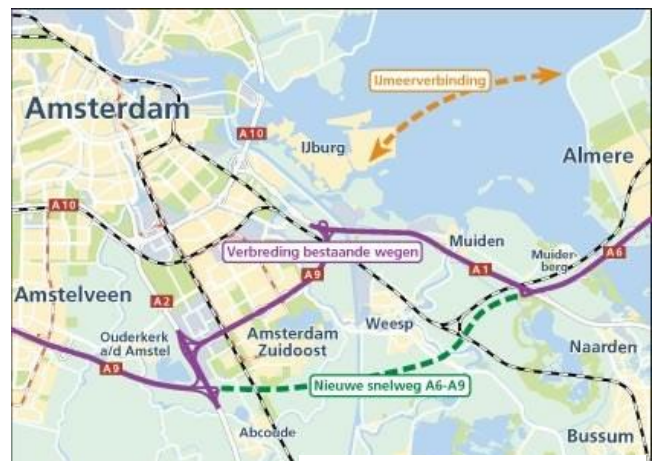 IJmeerverbinding
Amsterdam
A10
IJburg
Almere
A10
Verbreding bestaande wegen
Muiden
Muider-
berg
A6
A9
A1
Amstelveen
A2
Ouderkerk
a/d Amstel
Amsterdam
Zuidoost
Weesp
Naarden
A9
Nieuwe snelweg A6-A9
Abcoude
Bussum